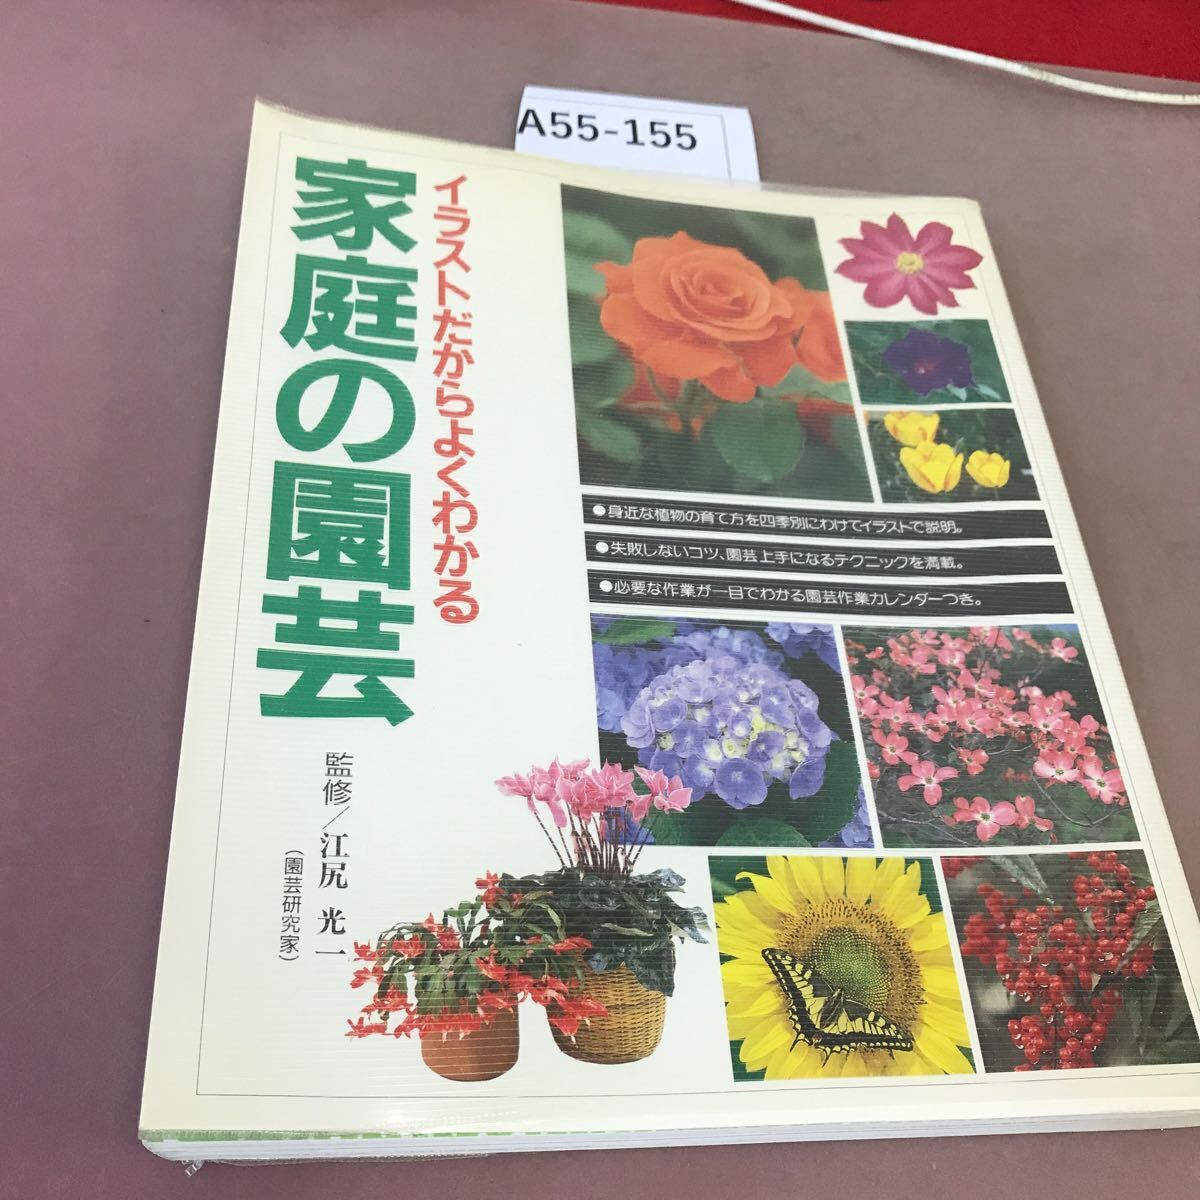 A55-155
イラストだからよくわかる
家庭の園芸
●身近な植物の育て方を四季別にわけてイラストで説明。
●失敗しないコツ、園芸上手になるテクニックを満載。
●必要な作業が一目でわかる園芸作業カレンダーつき。
監修／江尻 光一
（園芸研究家）